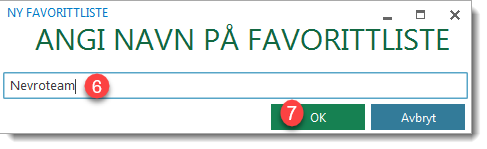 NY FAVORITTLISTE
ANGI NAVN PÅ FAVORITTLISTE
Nevroteam 6
7 OK Avbryt